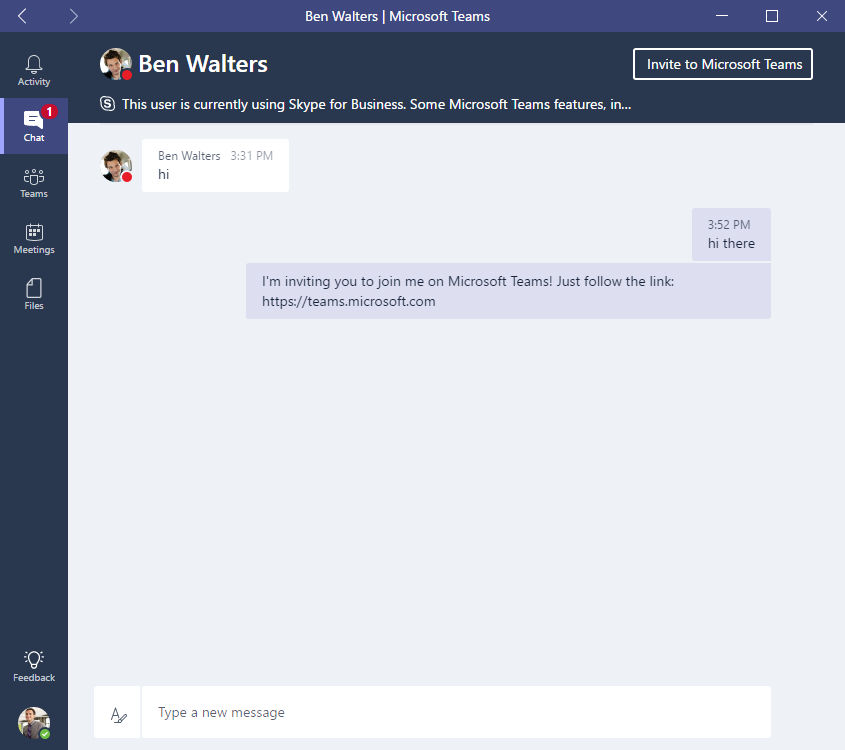 Ben Walters | Microsoft Teams
Activity
1
Chat
Teams
Meetings
Files
Feedback
Ben Walters
Invite to Microsoft Teams
This user is currently using Skype for Business. Some Microsoft Teams features, in...
Ben Walters 3:31 PM
hi
3:52 PM
hi there
I'm inviting you to join me on Microsoft Teams! Just follow the link:
https://teams.microsoft.com
Type a new message